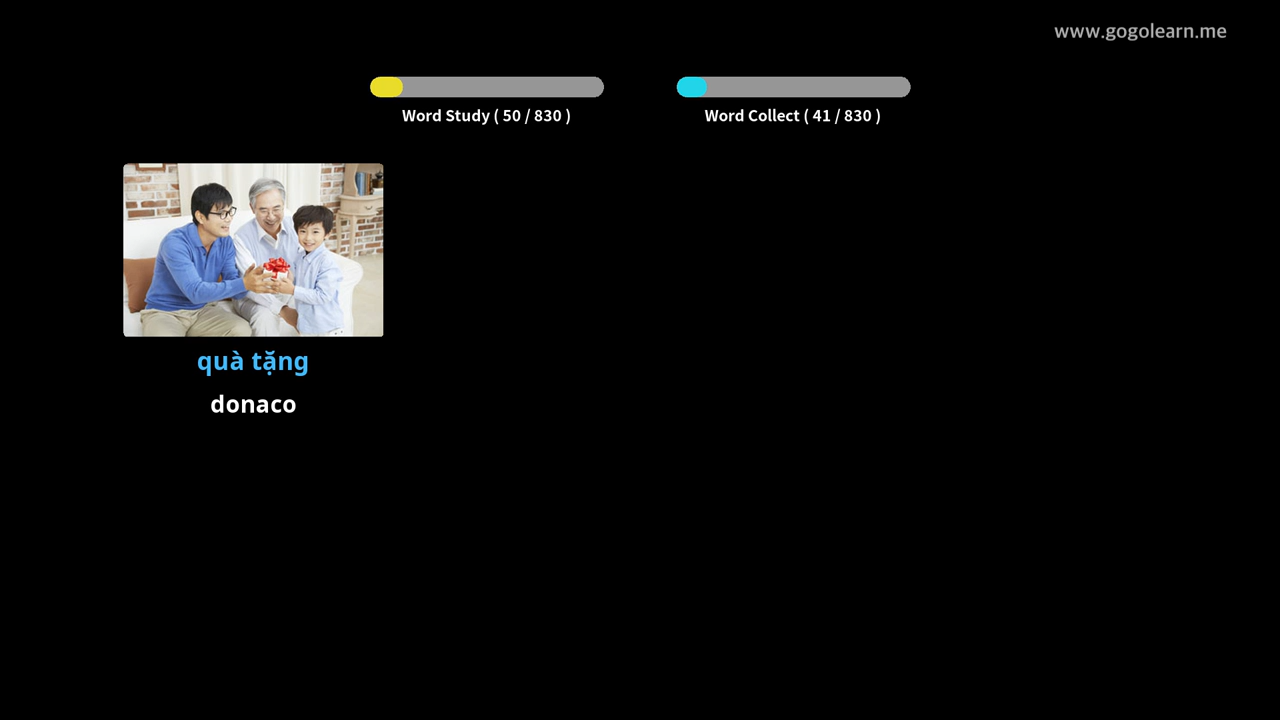 www.gogolearn.me
Word Study ( 50 / 830 )
Word Collect ( 41 / 830 )
quà tặng
donaco